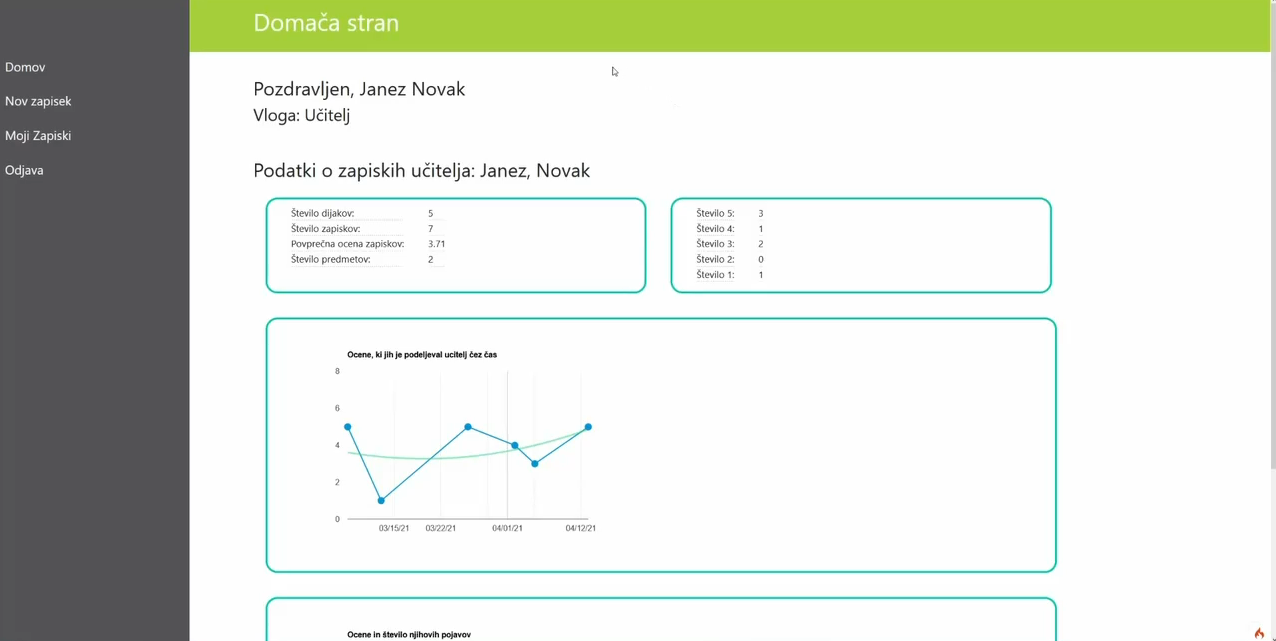 Domača stran
Domov
Nov zapisek
Moji Zapiski
Odjava
Pozdravljen, Janez Novak
Vloga: Učitelj
Podatki o zapiskih učitelja: Janez, Novak
Število dijakov: 5
Število zapiskov: 7
Povprečna ocena zapiskov: 3.71
Število predmetov: 2
Število 5: 3
Število 4: 1
Število 3: 2
Število 2: 0
Število 1: 1
Ocene, ki jih je podeljeval ucitelj čez čas
8
6
4
2
0
03/15/21 03/22/21 04/01/21 04/12/21
Ocene in število njihovih pojavov